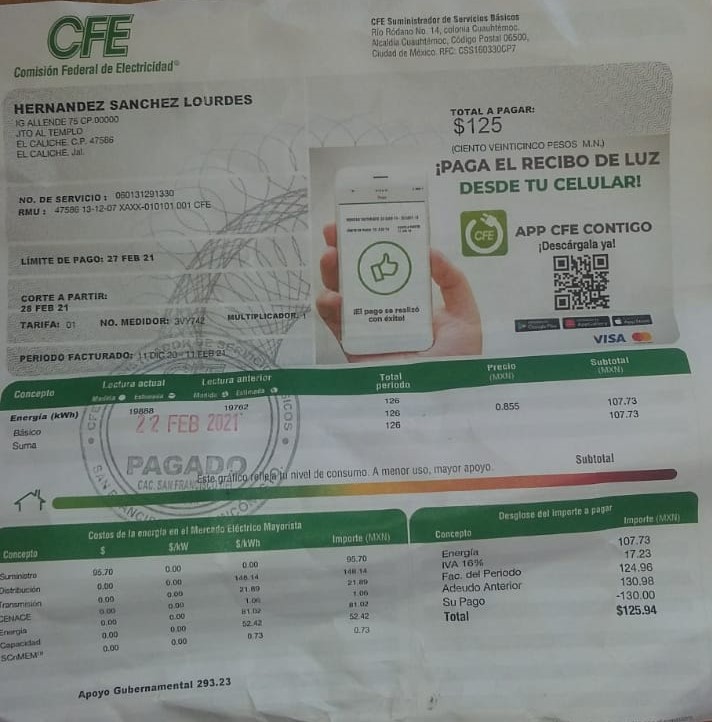 CFE
Comisión Federal de Electricidad®
CFE Suministrador de Servicios Básicos
Río Ródano No. 14, colonia Cuauhtémoc,
Alcaldía Cuauhtémoc, Código Postal 06500,
Ciudad de México. RFC: CSS160330CP7
HERNANDEZ SANCHEZ LOURDES
IG ALLENDE 75 CP.00000
JTO AL TEMPLO
EL CALICHE, C.P. 47566
EL CALICHE, Jal.
TOTAL A PAGAR:
$125
(CIENTO VEINTICINCO PESOS M.N.)
¡PAGA EL RECIBO DE LUZ
DESDE TU CELULAR!
CFE
APP CFE CONTIGO
¡Descárgala ya!
¡El pago se realizó
con éxito!
VISA
NO. DE SERVICIO : 060131291330
RMU : 47566 13-12-07 XAXX-010101 001 CFE
LÍMITE DE PAGO: 27 FEB 21
CORTE A PARTIR:
28 FEB 21
TARIFA: 01 NO. MEDIDOR: 3VY742 MULTIPLICADOR: 1
PERIODO FACTURADO: 11 DIC 20 - 11 FEB 21
Concepto Lectura actual Lectura anterior Total periodo Precio (MXN) Subtotal (MXN)
Medida Estimada Medida Estimada
Energía (kWh) 19888 19762 126
Básico 126 0.855 107.73
Suma 126 107.73
22 FEB 2021
PAGADO
CAC. SAN FRANCISCO
Subtotal
Este gráfico refleja tu nivel de consumo. A menor uso, mayor apoyo.
Costos de la energía en el Mercado Eléctrico Mayorista
Concepto $ $/kW $/kWh Importe (MXN)
Suministro 95.70 0.00 0.00 95.70
Distribución 0.00 0.00 148.14 148.14
Transmisión 0.00 0.00 21.89 21.89
CENACE 0.00 0.00 1.06 1.06
Energía 0.00 0.00 81.02 81.02
Capacidad 0.00 0.00 52.42 52.42
SCnMEM 0.00 0.00 0.73 0.73
Desglose del importe a pagar
Concepto Importe (MXN)
Energía 107.73
IVA 16% 17.23
Fac. del Periodo 124.96
Adeudo Anterior 130.98
Su Pago -130.00
Total $125.94
Apoyo Gubernamental 293.23